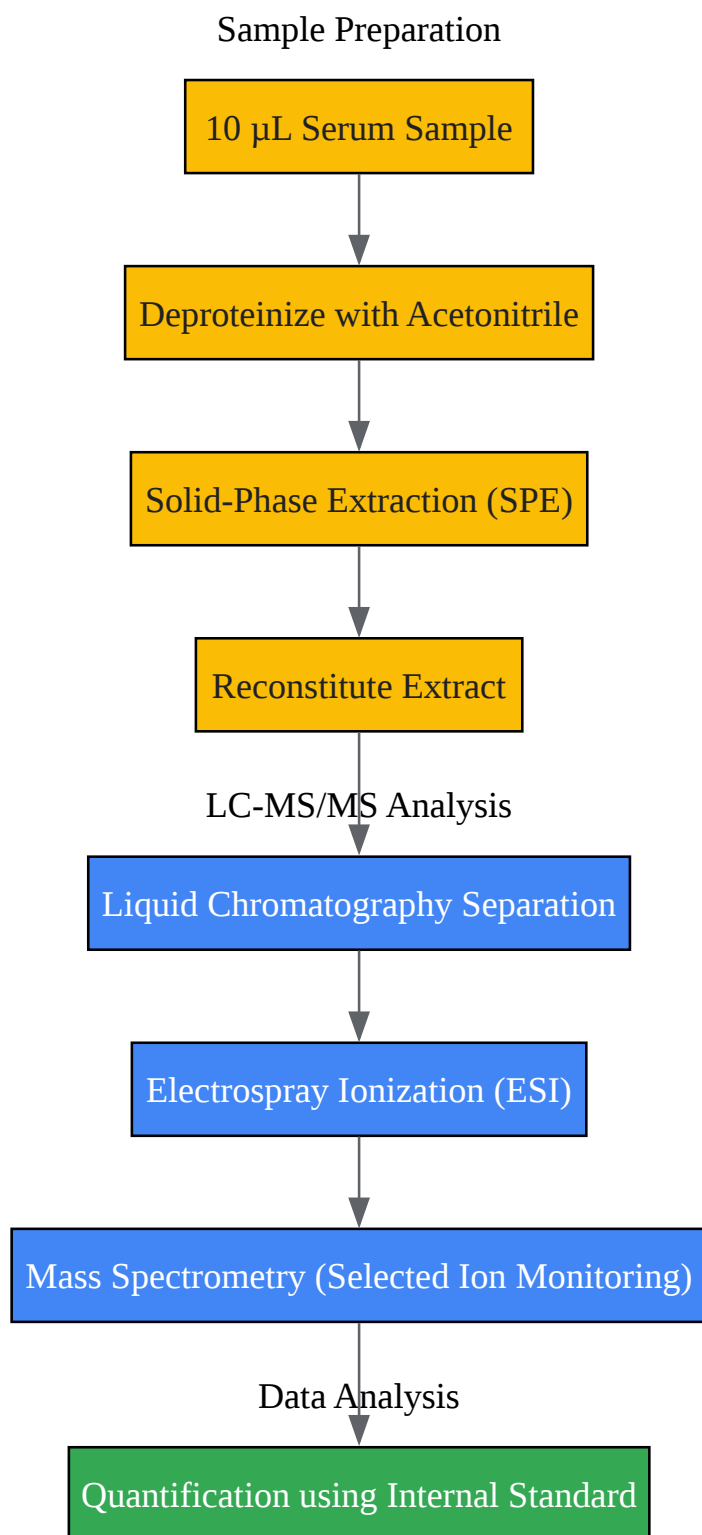 Sample Preparation
10 µL Serum Sample
Deproteinize with Acetonitrile
Solid-Phase Extraction (SPE)
Reconstitute Extract
LC-MS/MS Analysis
Liquid Chromatography Separation
Electrospray Ionization (ESI)
Mass Spectrometry (Selected Ion Monitoring)
Data Analysis
Quantification using Internal Standard